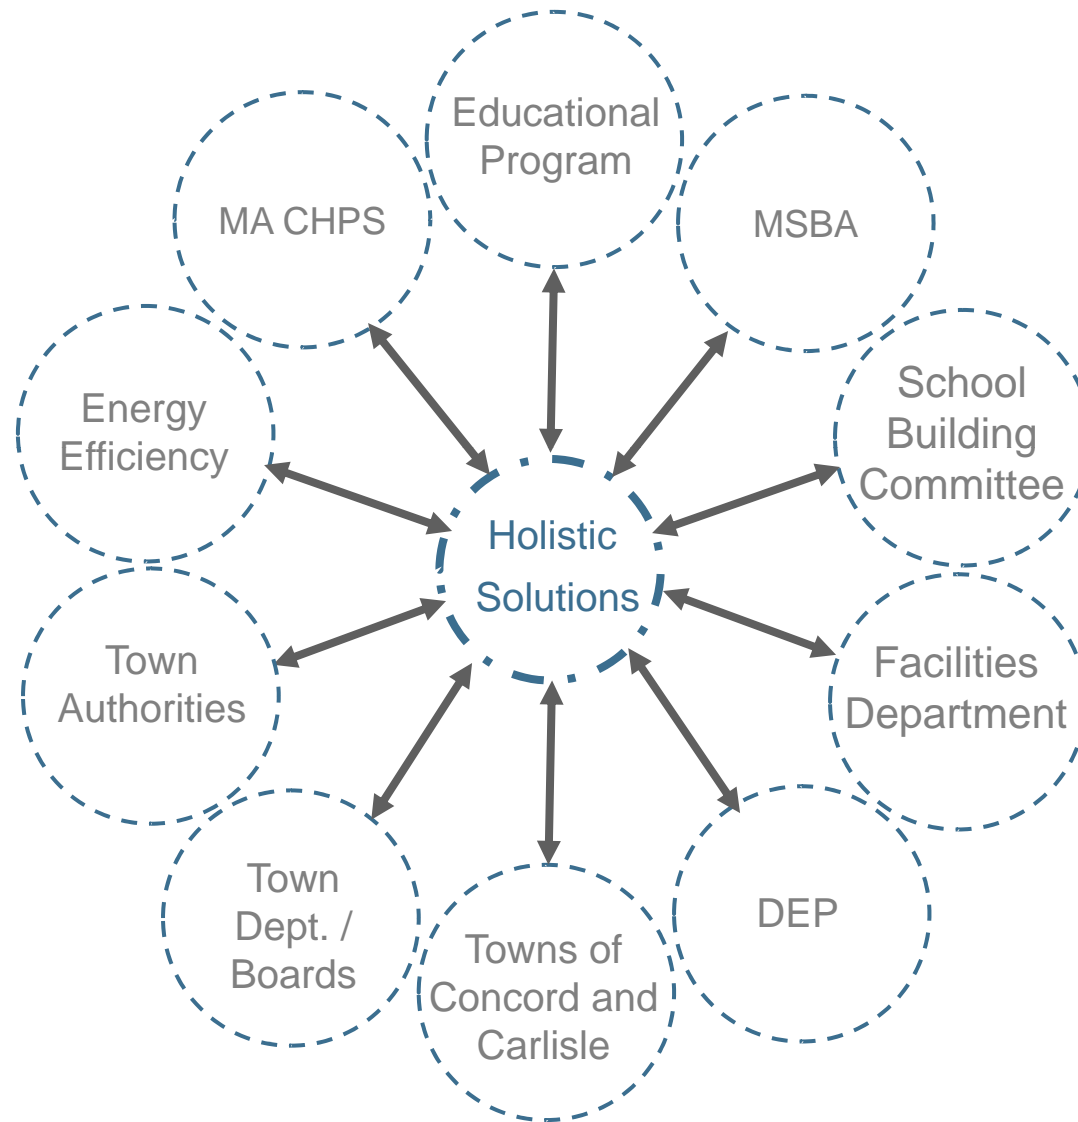 Educational
Program
MA CHPS
MSBA
Energy
Efficiency
School
Building
Committee
Holistic
Solutions
Town
Authorities
Facilities
Department
Town
Dept. /
Boards
DEP
Towns of
Concord and
Carlisle